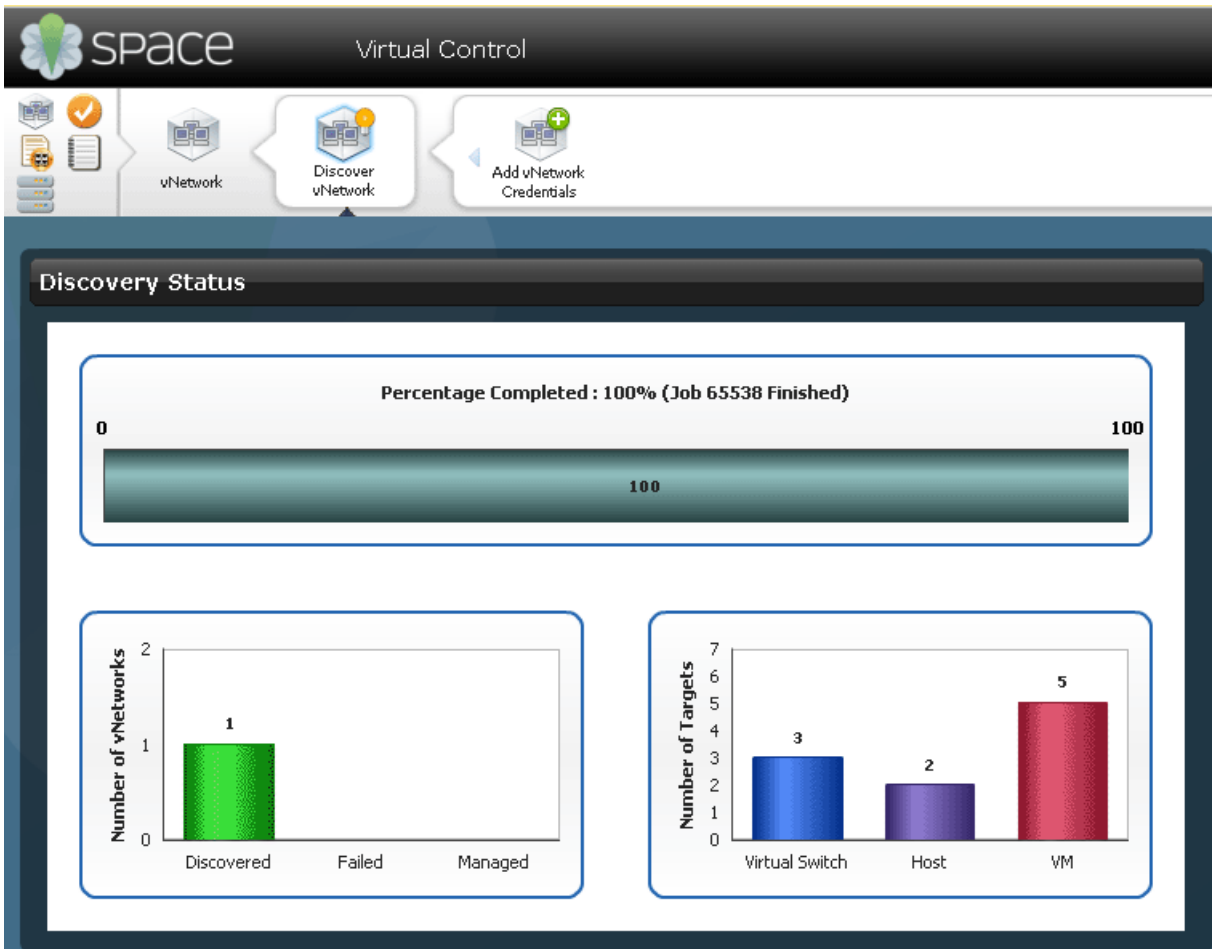 space
Virtual Control
vNetwork
Discover
vNetwork
Add vNetwork
Credentials
Discovery Status
Percentage Completed : 100% (Job 65538 Finished)
0 100
100
Number of vNetworks
2
1
0
1
Discovered Failed Managed
Number of Targets
7
6
5
4
3
2
1
0
3
2
5
Virtual Switch Host VM